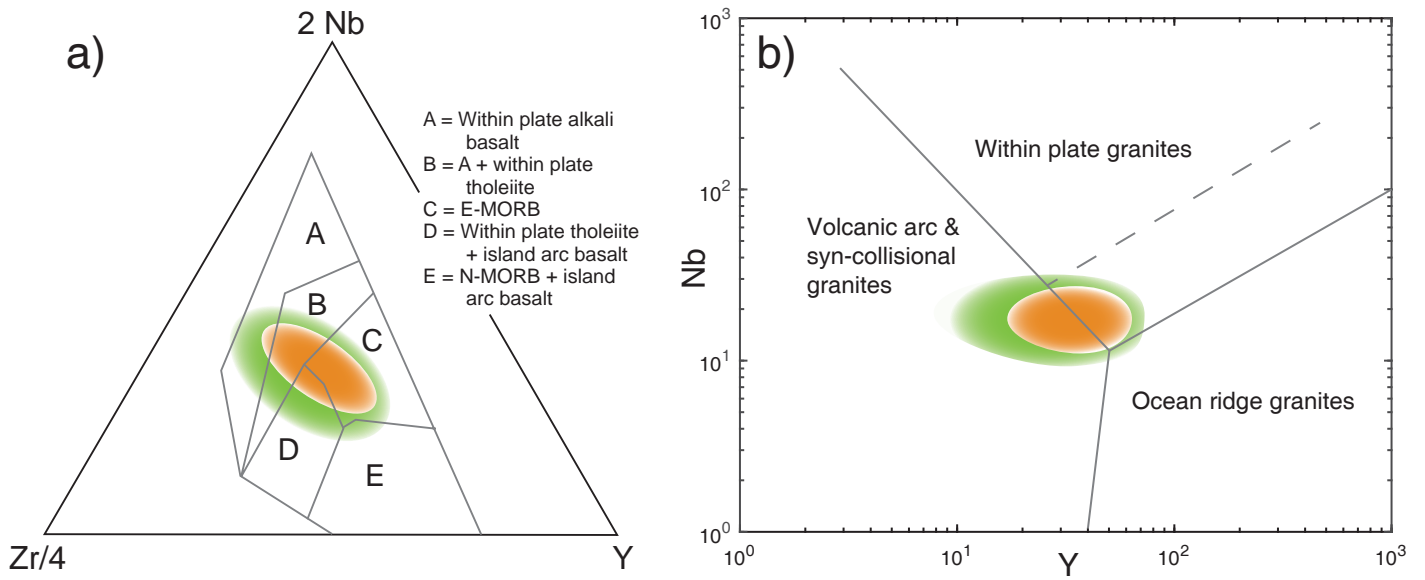 a)
2 Nb
A = Within plate alkali
basalt
B = A + within plate
tholeiite
C = E-MORB
D = Within plate tholeiite
+ island arc basalt
E = N-MORB + island
arc basalt
A
B
C
D
E
Zr/4
Y
b)
10³
10²
10¹
10⁰
Nb
Within plate granites
Volcanic arc &
syn-collisional
granites
Ocean ridge granites
10⁰
10¹
Y
10²
10³